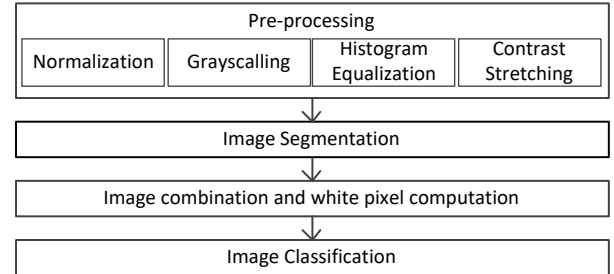 Pre-processing
Normalization
Grayscalling
Histogram
Equalization
Contrast
Stretching
Image Segmentation
Image combination and white pixel computation
Image Classification